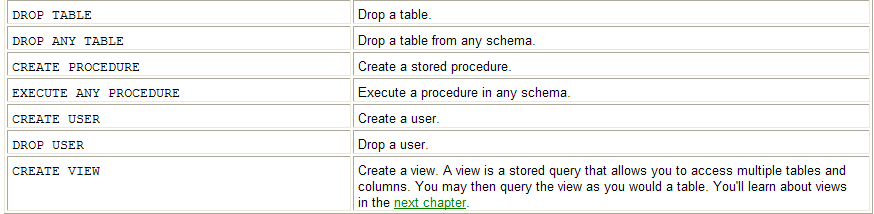 DROP TABLE Drop a table.
DROP ANY TABLE Drop a table from any schema.
CREATE PROCEDURE Create a stored procedure.
EXECUTE ANY PROCEDURE Execute a procedure in any schema.
CREATE USER Create a user.
DROP USER Drop a user.
CREATE VIEW Create a view. A view is a stored query that allows you to access multiple tables and
columns. You may then query the view as you would a table. You'll learn about views
in the next chapter.